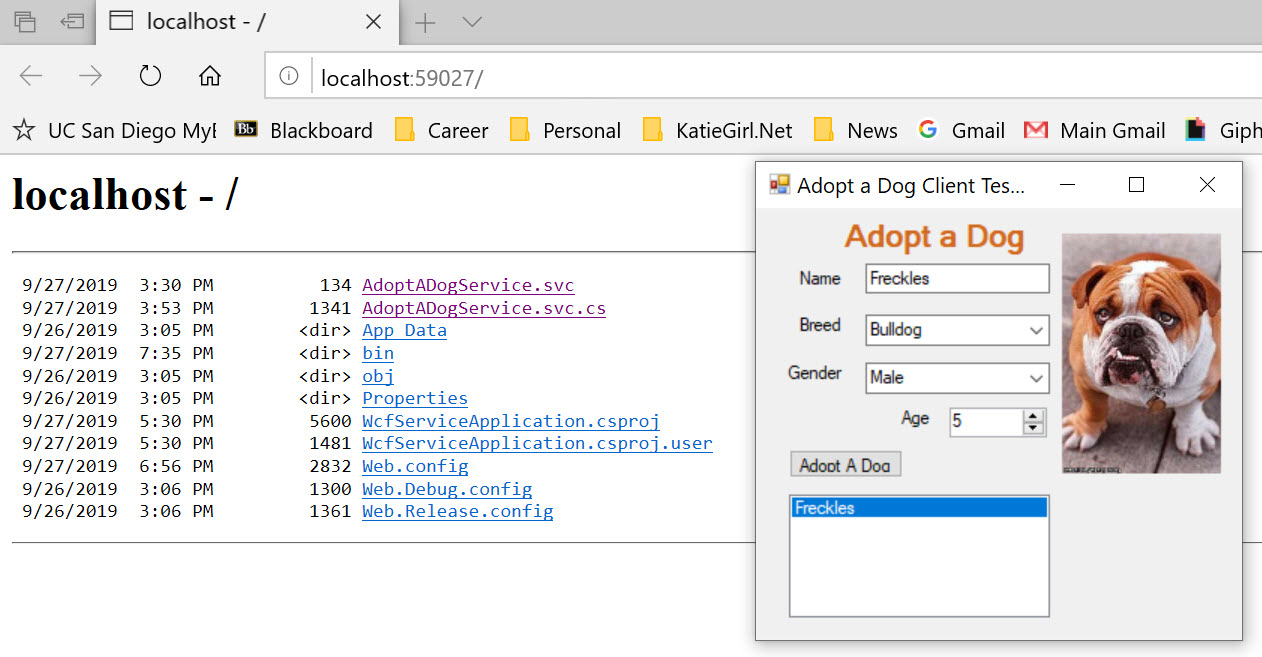 localhost - /
localhost:59027/
UC San Diego MyB Blackboard Career Personal KatieGirl.Net News Gmail Main Gmail Giph
localhost - /
9/27/2019 3:30 PM 134 AdoptADogService.svc
9/27/2019 3:53 PM 1341 AdoptADogService.svc.cs
9/26/2019 3:05 PM <dir> App_Data
9/27/2019 7:35 PM <dir> bin
9/26/2019 3:05 PM <dir> obj
9/26/2019 3:05 PM <dir> Properties
9/27/2019 5:30 PM 5600 WcfServiceApplication.csproj
9/27/2019 5:30 PM 1481 WcfServiceApplication.csproj.user
9/27/2019 6:56 PM 2832 Web.config
9/26/2019 3:06 PM 1300 Web.Debug.config
9/26/2019 3:06 PM 1361 Web.Release.config
Adopt a Dog Client Tes...
Adopt a Dog
Name Freckles
Breed Bulldog
Gender Male
Age 5
Adopt A Dog
Freckles